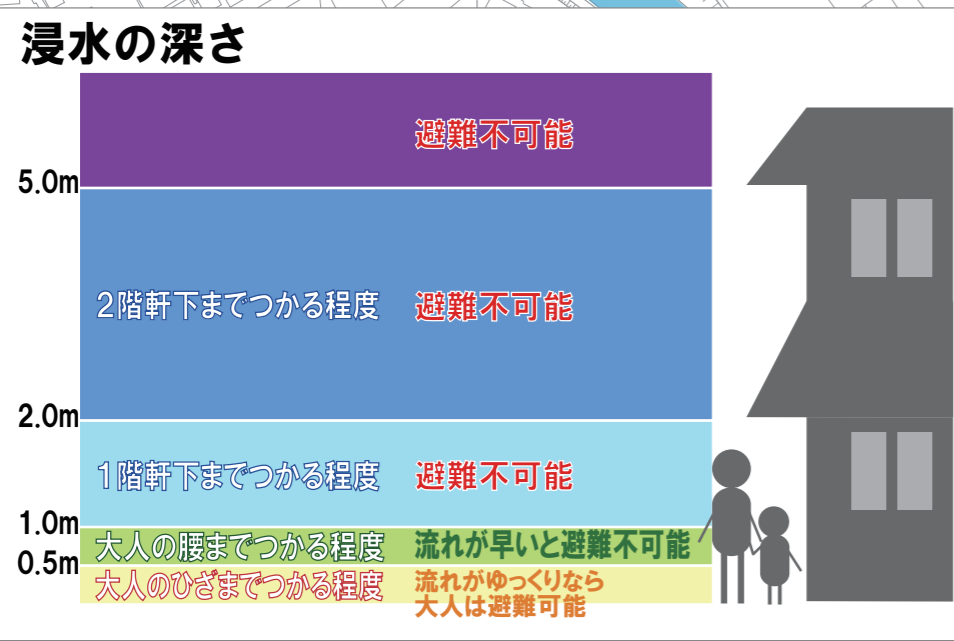 浸水の深さ
避難不可能
5.0m
2階軒下までつかる程度 避難不可能
2.0m
1階軒下までつかる程度 避難不可能
1.0m
大人の腰までつかる程度 流れが早いと避難不可能
0.5m
大人のひざまでつかる程度 流れがゆっくりなら
大人は避難可能